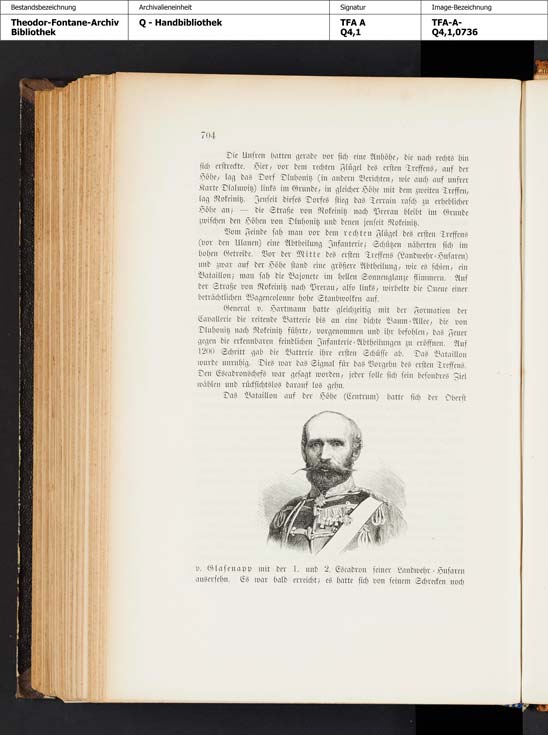 Bestandsbezeichnung
Archivalieneinheit
Signatur
Image-Bezeichnung
Theodor-Fontane-Archiv
Bibliothek
Q - Handbibliothek
TFA A
Q4,1
TFA-A-
Q4,1,0736
704
Die Unsren hatten gerade vor sich eine Anhöhe, die nach rechts hin
sich erstreckte. Hier, vor dem rechten Flügel des ersten Treffens, auf der
Höhe, lag das Dorf Dluhonitz (in andern Berichten, wie auch auf unsrer
Karte Dlaluwitz) links im Grunde, in gleicher Höhe mit dem zweiten Treffen,
lag Rokeinitz. Jenseit dieses Dorfes stieg das Terrain rasch zu erheblicher
Höhe an; — die Straße von Rokeinitz nach Prerau bleibt im Grunde
zwischen den Höhen von Dluhonitz und denen jenseit Rokeinitz.
Vom Feinde sah man vor dem rechten Flügel des ersten Treffens
(vor den Ulanen) eine Abtheilung Infanterie; Schützen näherten sich im
hohen Getreide. Vor der Mitte des ersten Treffens (Landwehr-Husaren)
und zwar auf der Höhe stand eine größere Abtheilung, wie es schien, ein
Bataillon; man sah die Bajonete im hellen Sonnenglanze flimmern. Auf
der Straße von Rokeinitz nach Prerau, also links, wirbelte die Queue einer
beträchtlichen Wagencolonne hohe Staubwolken auf.
General v. Hartmann hatte gleichzeitig mit der Formation der
Cavallerie die reitende Batterie bis an eine dichte Baum-Allee, die von
Dluhonitz nach Rokeinitz führte, vorgenommen und ihr befohlen, das Feuer
gegen die erkennbaren feindlichen Infanterie-Abtheilungen zu eröffnen. Auf
1200 Schritt gab die Batterie ihre ersten Schüsse ab. Das Bataillon
wurde unruhig. Dies war das Signal für das Vorgehn des ersten Treffens.
Den Escadronschefs war gesagt worden, jeder solle sich sein besondres Ziel
wählen und rücksichtslos darauf los gehn.
Das Bataillon auf der Höhe (Centrum) hatte sich der Oberst
v. Glasenapp mit der 1. und 2. Escadron seiner Landwehr-Husaren
ausersehn. Es war bald erreicht; es hatte sich von seinem Schrecken noch